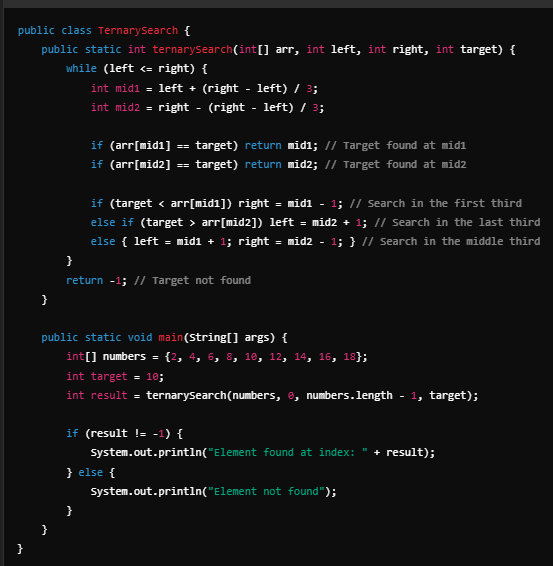 public class TernarySearch {
    public static int ternarySearch(int[] arr, int left, int right, int target) {
        while (left <= right) {
            int mid1 = left + (right - left) / 3;
            int mid2 = right - (right - left) / 3;

            if (arr[mid1] == target) return mid1; // Target found at mid1
            if (arr[mid2] == target) return mid2; // Target found at mid2

            if (target < arr[mid1]) right = mid1 - 1; // Search in the first third
            else if (target > arr[mid2]) left = mid2 + 1; // Search in the last third
            else { left = mid1 + 1; right = mid2 - 1; } // Search in the middle third
        }
        return -1; // Target not found
    }

    public static void main(String[] args) {
        int[] numbers = {2, 4, 6, 8, 10, 12, 14, 16, 18};
        int target = 10;
        int result = ternarySearch(numbers, 0, numbers.length - 1, target);

        if (result != -1) {
            System.out.println("Element found at index: " + result);
        } else {
            System.out.println("Element not found");
        }
    }
}